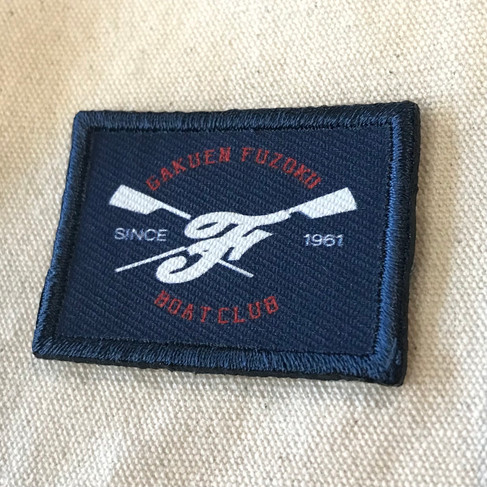 GAKUEN FUZOKU
SINCE F 1961
BOAT CLUB